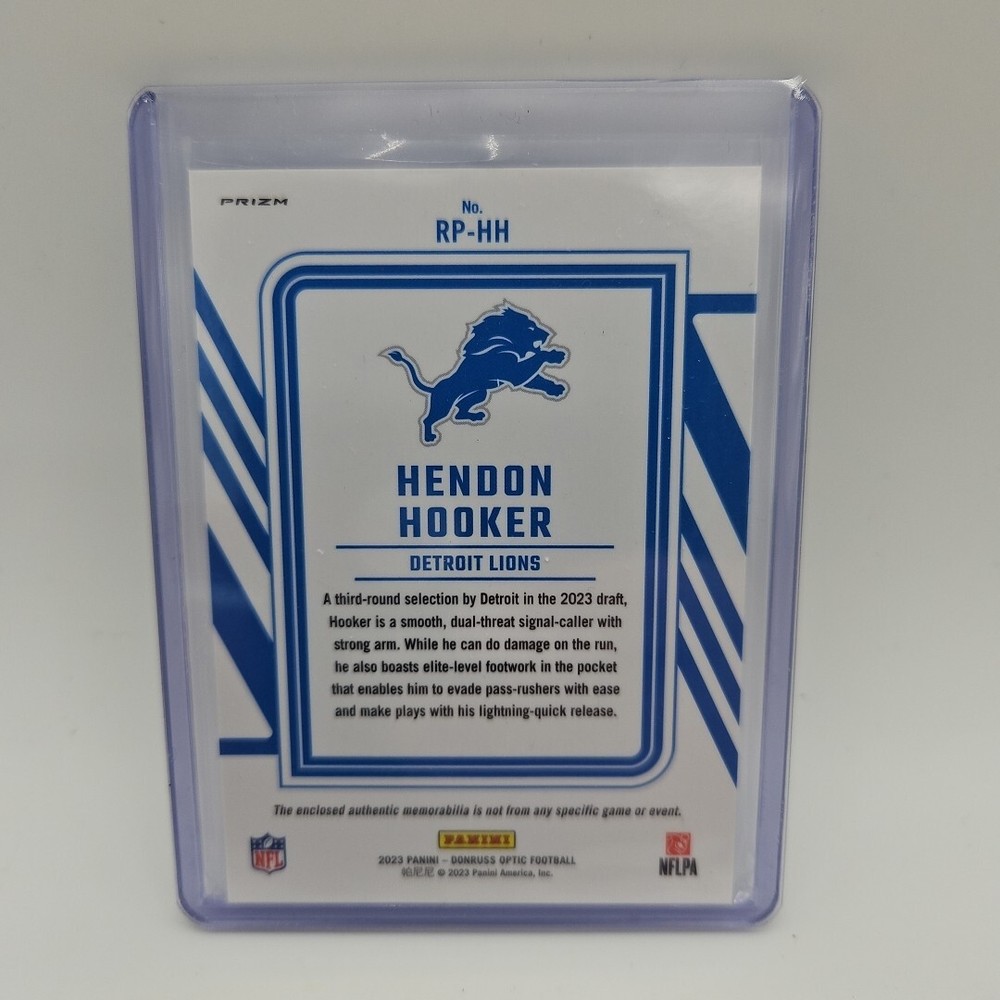 PRIZM
No.
RP-HH
HENDON
HOOKER
DETROIT LIONS
A third-round selection by Detroit in the 2023 draft,
Hooker is a smooth, dual-threat signal-caller with
strong arm. While he can do damage on the run,
he also boasts elite-level footwork in the pocket
that enables him to evade pass-rushers with ease
and make plays with his lightning-quick release.
The enclosed authentic memorabilia is not from any specific game or event.
NFL
PANINI
2023 PANINI – DONRUSS OPTIC FOOTBALL
帕尼尼 © 2023 Panini America, Inc.
NFLPA